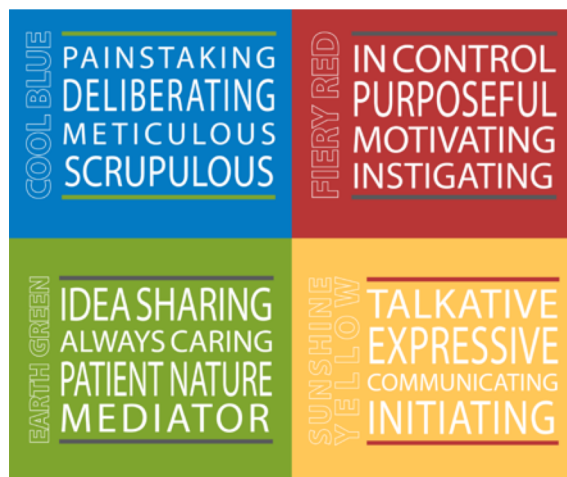 COOL BLUE
PAINSTAKING
DELIBERATING
METICULOUS
SCRUPULOUS
FIERY RED
IN CONTROL
PURPOSEFUL
MOTIVATING
INSTIGATING
EARTH GREEN
IDEA SHARING
ALWAYS CARING
PATIENT NATURE
MEDIATOR
SUNSHINE
YELLOW
TALKATIVE
EXPRESSIVE
COMMUNICATING
INITIATING